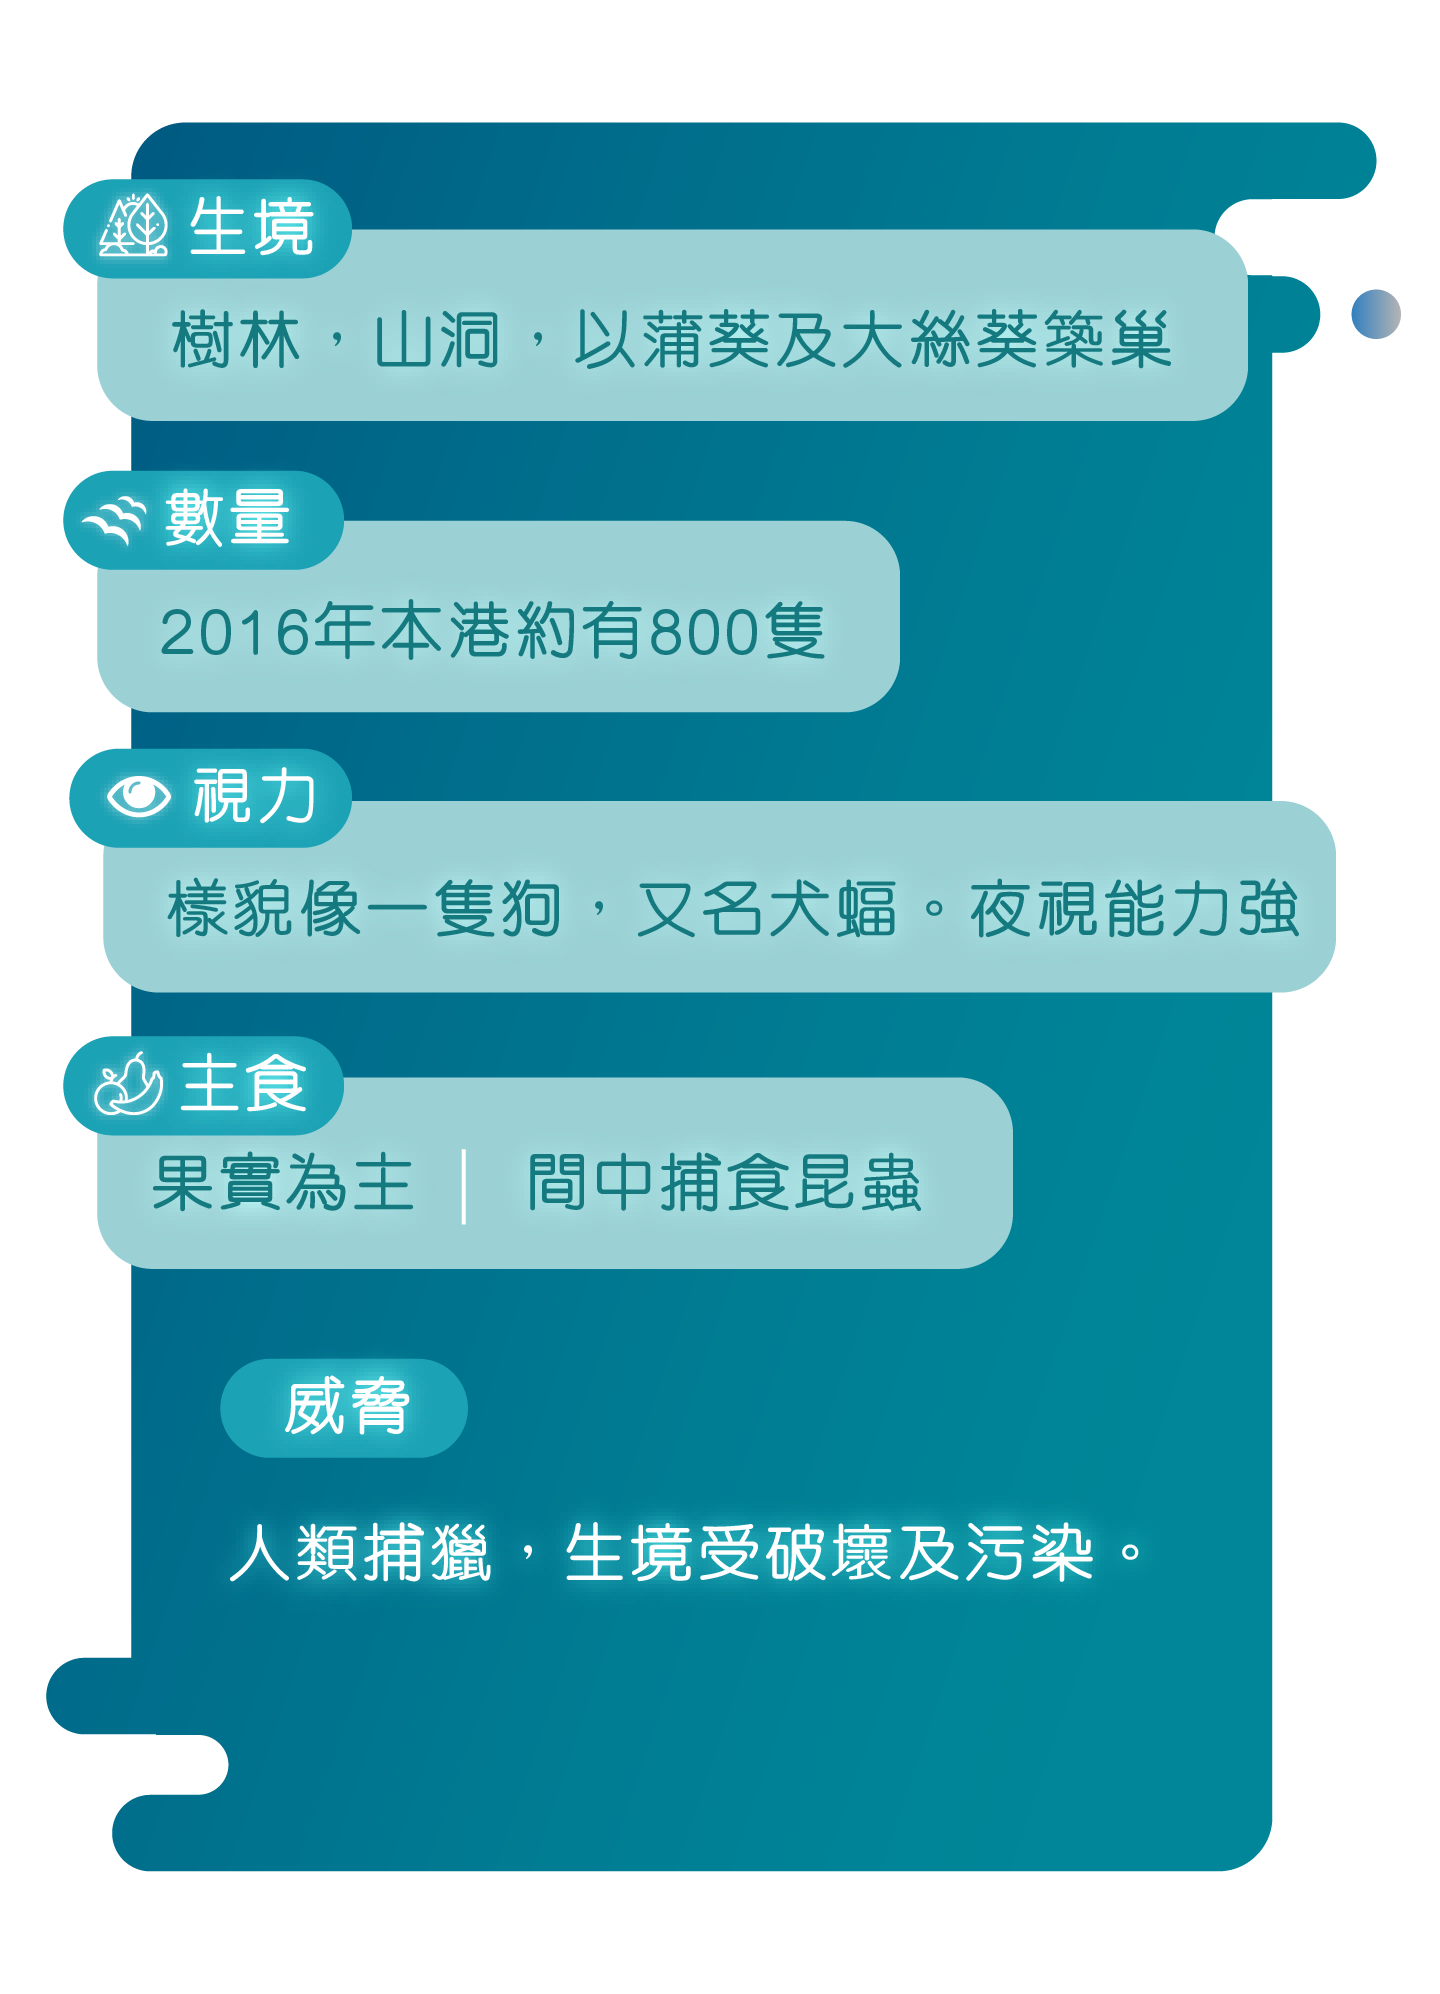 生境
樹林，山洞，以蒲葵及大絲葵築巢
數量
2016年本港約有800隻
視力
樣貌像一隻狗，又名犬蝠。夜視能力強
主食
果實為主｜間中捕食昆蟲
威脅
人類捕獵，生境受破壞及污染。